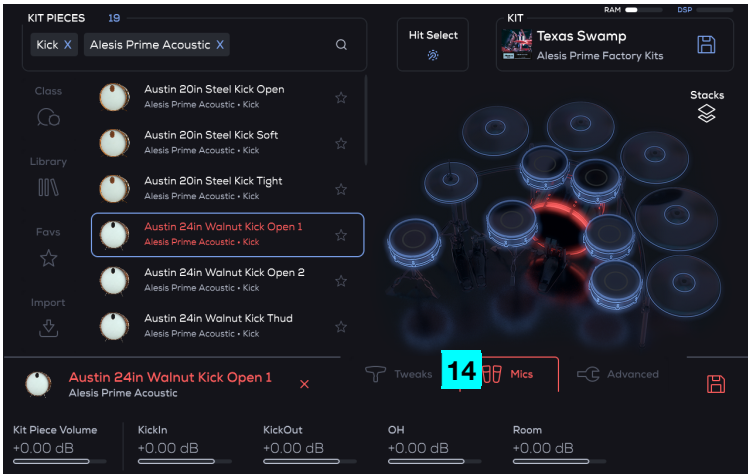 RAM
DSP
KIT PIECES 19
KIT
Kick X Alesis Prime Acoustic X
Hit Select
Texas Swamp
Alesis Prime Factory Kits
Class
Library
Favs
Import
Austin 20in Steel Kick Open
Alesis Prime Acoustic • Kick
Austin 20in Steel Kick Soft
Alesis Prime Acoustic • Kick
Austin 20in Steel Kick Tight
Alesis Prime Acoustic • Kick
Austin 24in Walnut Kick Open 1
Alesis Prime Acoustic • Kick
Austin 24in Walnut Kick Open 2
Alesis Prime Acoustic • Kick
Austin 24in Walnut Kick Thud
Alesis Prime Acoustic • Kick
Stacks
Austin 24in Walnut Kick Open 1 ×
Alesis Prime Acoustic
Tweaks
14
Mics
Advanced
Kit Piece Volume
+0.00 dB
KickIn
+0.00 dB
KickOut
+0.00 dB
OH
+0.00 dB
Room
+0.00 dB